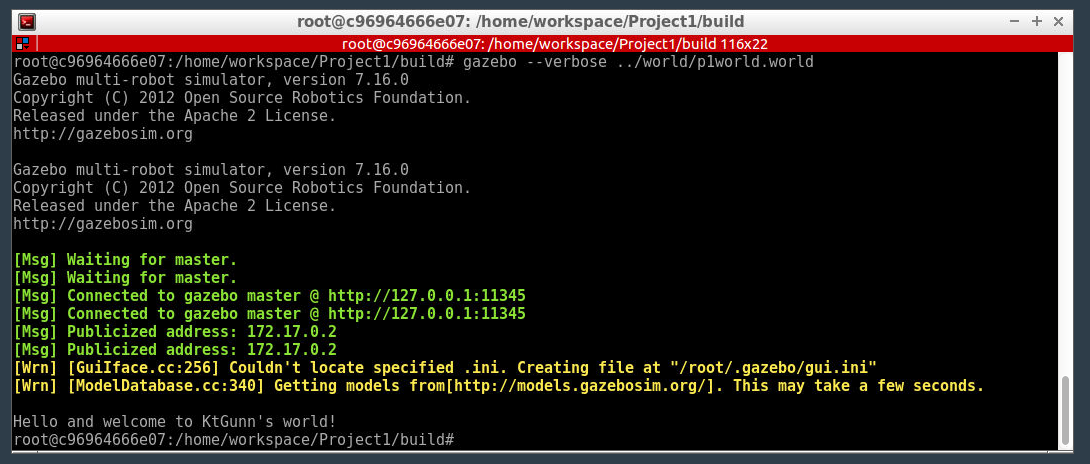 root@c96964666e07: /home/workspace/Project1/build
root@c96964666e07: /home/workspace/Project1/build 116x22
root@c96964666e07:/home/workspace/Project1/build# gazebo --verbose ../world/p1world.world
Gazebo multi-robot simulator, version 7.16.0
Copyright (C) 2012 Open Source Robotics Foundation.
Released under the Apache 2 License.
http://gazebosim.org

Gazebo multi-robot simulator, version 7.16.0
Copyright (C) 2012 Open Source Robotics Foundation.
Released under the Apache 2 License.
http://gazebosim.org

[Msg] Waiting for master.
[Msg] Waiting for master.
[Msg] Connected to gazebo master @ http://127.0.0.1:11345
[Msg] Connected to gazebo master @ http://127.0.0.1:11345
[Msg] Publicized address: 172.17.0.2
[Msg] Publicized address: 172.17.0.2
[Wrn] [GuiIface.cc:256] Couldn't locate specified .ini. Creating file at "/root/.gazebo/gui.ini"
[Wrn] [ModelDatabase.cc:340] Getting models from[http://models.gazebosim.org/]. This may take a few seconds.

Hello and welcome to KtGunn's world!
root@c96964666e07:/home/workspace/Project1/build#